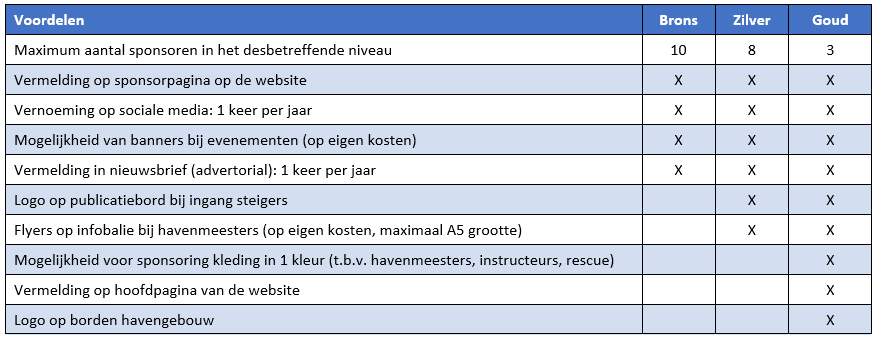 Voordelen Brons Zilver Goud
Maximum aantal sponsoren in het desbetreffende niveau 10 8 3
Vermelding op sponsorpagina op de website X X X
Vernoeming op sociale media: 1 keer per jaar X X X
Mogelijkheid van banners bij evenementen (op eigen kosten) X X X
Vermelding in nieuwsbrief (advertorial): 1 keer per jaar X X X
Logo op publicatiebord bij ingang steigers X X
Flyers op infobalie bij havenmeesters (op eigen kosten, maximaal A5 grootte) X X
Mogelijkheid voor sponsoring kleding in 1 kleur (t.b.v. havenmeesters, instructeurs, rescue) X
Vermelding op hoofdpagina van de website X
Logo op borden havengebouw X